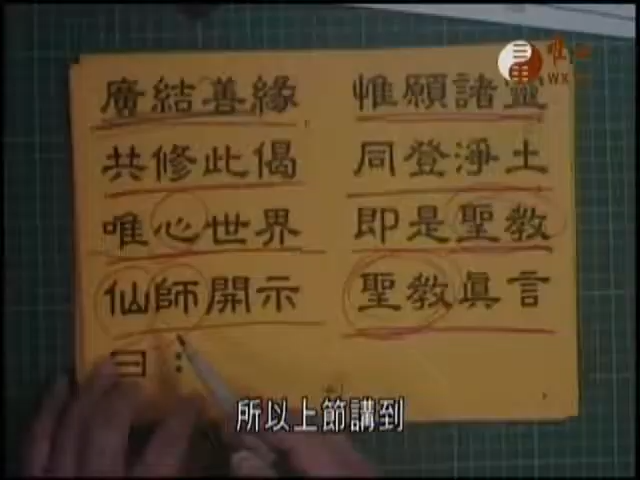 廣結善緣 惟願諸靈
共修此偈 同登淨土
唯心世界 即是聖教
仙師開示 聖教眞言
曰：
所以上節講到